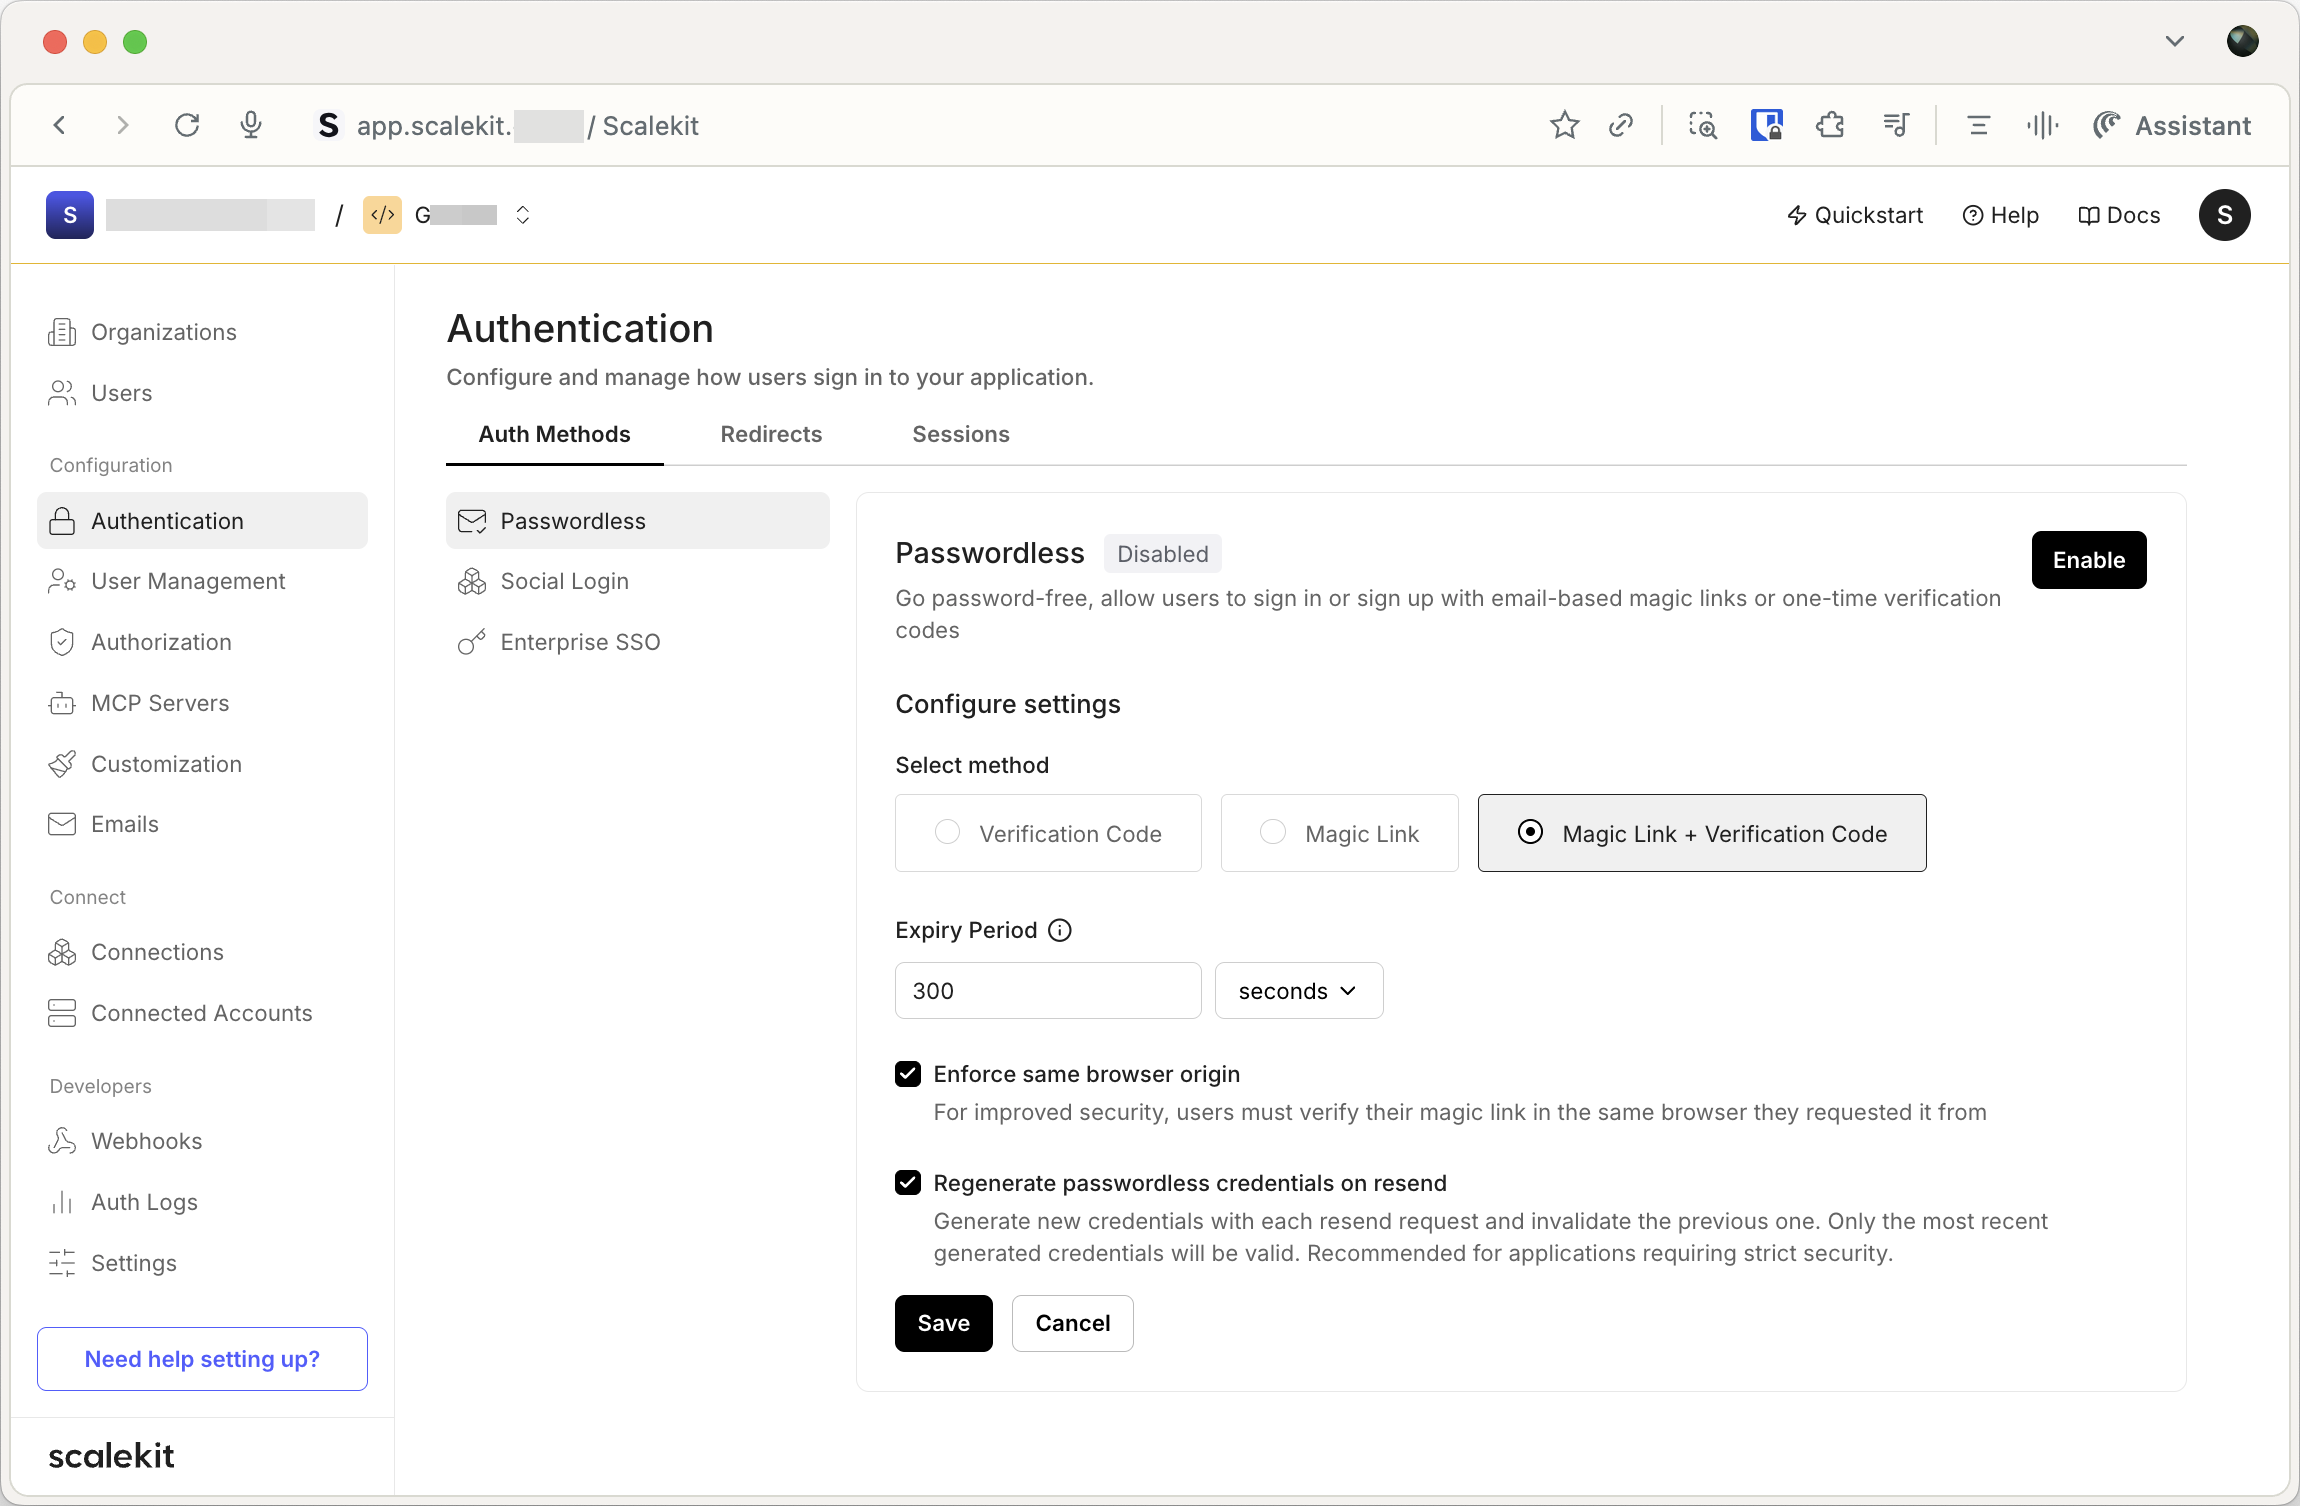 S app.scalekit. / Scalekit
Assistant
S / </> G
Quickstart
Help
Docs
S
Organizations
Users
Configuration
Authentication
User Management
Authorization
MCP Servers
Customization
Emails
Connect
Connections
Connected Accounts
Developers
Webhooks
Auth Logs
Settings
Need help setting up?
scalekit
Authentication
Configure and manage how users sign in to your application.
Auth Methods
Redirects
Sessions
Passwordless
Social Login
Enterprise SSO
Passwordless
Disabled
Enable
Go password-free, allow users to sign in or sign up with email-based magic links or one-time verification
codes
Configure settings
Select method
Verification Code
Magic Link
Magic Link + Verification Code
Expiry Period
300
seconds
Enforce same browser origin
For improved security, users must verify their magic link in the same browser they requested it from
Regenerate passwordless credentials on resend
Generate new credentials with each resend request and invalidate the previous one. Only the most recent
generated credentials will be valid. Recommended for applications requiring strict security.
Save
Cancel